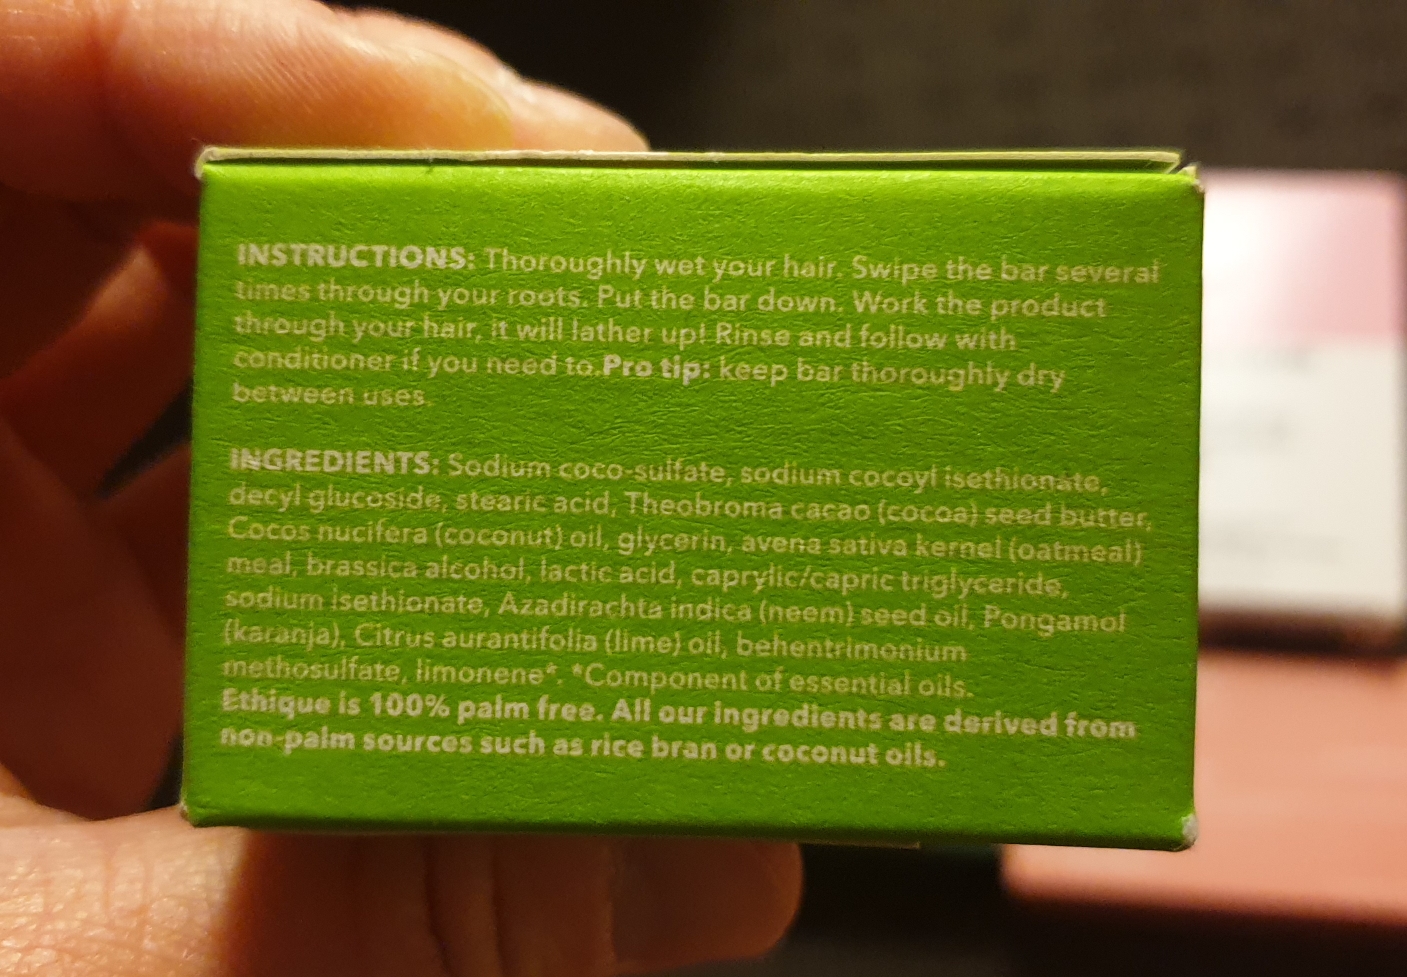 INSTRUCTIONS: Thoroughly wet your hair. Swipe the bar several
times through your roots. Put the bar down. Work the product
through your hair, it will lather up! Rinse and follow with
conditioner if you need to.Pro tip: keep bar thoroughly dry
between uses.
INGREDIENTS: Sodium coco-sulfate, sodium cocoyl isethionate,
decyl glucoside, stearic acid, Theobroma cacao (cocoa) seed butter,
Cocos nucifera (coconut) oil, glycerin, avena sativa kernel (oatmeal)
meal, brassica alcohol, lactic acid, caprylic/capric triglyceride,
sodium isethionate, Azadirachta indica (neem) seed oil, Pongamol
(karanja), Citrus aurantifolia (lime) oil, behentrimonium
methosulfate, limonene*. *Component of essential oils.
Ethique is 100% palm free. All our ingredients are derived from
non-palm sources such as rice bran or coconut oils.